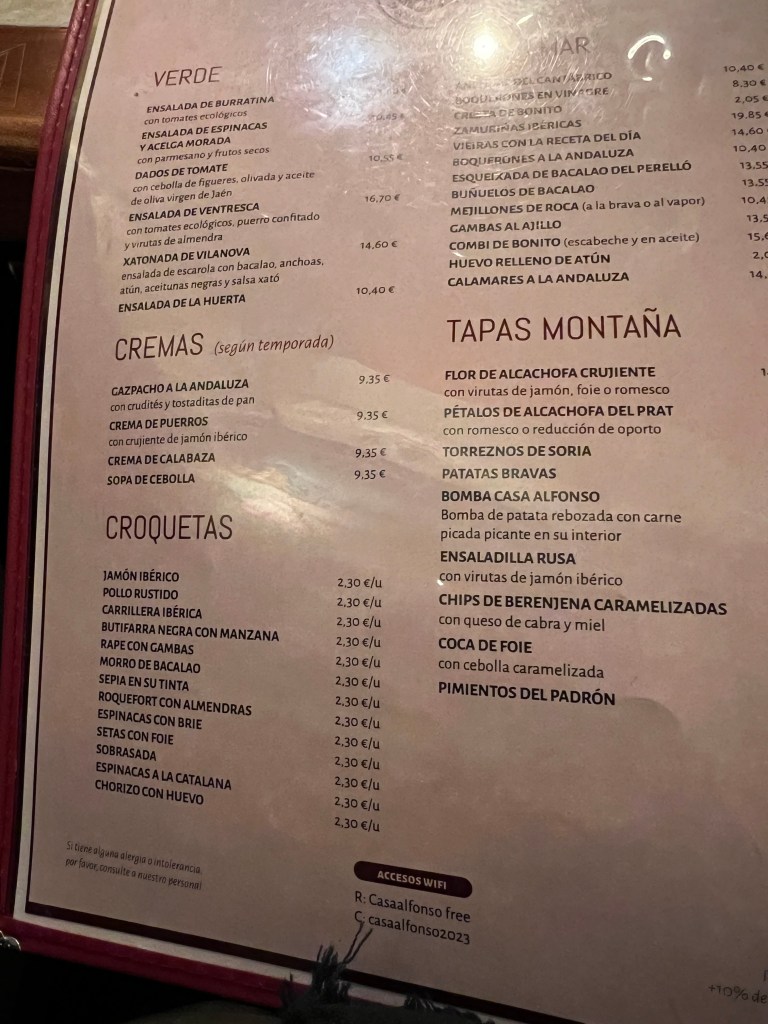 VERDE
ENSALADA DE BURRATINA
con tomates ecológicos
ENSALADA DE ESPINACAS
Y ACELGA MORADA
con parmesano y frutos secos
10,55 €
DADOS DE TOMATE
con cebolla de figueres, olivada y aceite
de oliva virgen de Jaén
16,70 €
ENSALADA DE VENTRESCA
con tomates ecológicos, puerro confitado
y virutas de almendra
14,60 €
XATONADA DE VILANOVA
ensalada de escarola con bacalao, anchoas,
atún, aceitunas negras y salsa xató
10,40 €
ENSALADA DE LA HUERTA
CREMAS (según temporada)
GAZPACHO A LA ANDALUZA 9,35 €
con crudités y tostaditas de pan
CREMA DE PUERROS 9,35 €
con crujiente de jamón ibérico
CREMA DE CALABAZA 9,35 €
SOPA DE CEBOLLA 9,35 €
CROQUETAS
JAMÓN IBÉRICO 2,30 €/u
POLLO RUSTIDO 2,30 €/u
CARRILLERA IBÉRICA 2,30 €/u
BUTIFARRA NEGRA CON MANZANA 2,30 €/u
RAPE CON GAMBAS 2,30 €/u
MORRO DE BACALAO 2,30 €/u
SEPIA EN SU TINTA 2,30 €/u
ROQUEFORT CON ALMENDRAS 2,30 €/u
ESPINACAS CON BRIE 2,30 €/u
SETAS CON FOIE 2,30 €/u
SOBRASADA 2,30 €/u
ESPINACAS A LA CATALANA 2,30 €/u
CHORIZO CON HUEVO 2,30 €/u
Si tiene alguna alergia o intolerancia,
por favor, consulte a nuestro personal
MAR
DEL CANTÁBRICO 10,40 €
BOQUERONES EN VINAGRE 8,30 €
DE BONITO 2,05 €
ZAMURIÑAS IBÉRICAS 19,85 €
VIEIRAS CON LA RECETA DEL DÍA 14,60
BOQUERONES A LA ANDALUZA 10,40
ESQUEIXADA DE BACALAO DEL PERELLÓ 13,55
BUÑUELOS DE BACALAO 13,5
MEJILLONES DE ROCA (a la brava o al vapor) 10,4
GAMBAS AL AJILLO 13,5
COMBI DE BONITO (escabeche y en aceite) 15,
HUEVO RELLENO DE ATÚN 2,
CALAMARES A LA ANDALUZA 14,
TAPAS MONTAÑA
FLOR DE ALCACHOFA CRUJIENTE
con virutas de jamón, foie o romesco
PÉTALOS DE ALCACHOFA DEL PRAT
con romesco o reducción de oporto
TORREZNOS DE SORIA
PATATAS BRAVAS
BOMBA CASA ALFONSO
Bomba de patata rebozada con carne
picada picante en su interior
ENSALADILLA RUSA
con virutas de jamón ibérico
CHIPS DE BERENJENA CARAMELIZADAS
con queso de cabra y miel
COCA DE FOIE
con cebolla caramelizada
PIMIENTOS DEL PADRÓN
ACCESOS WIFI
R: Casaalfonso free
C: casaalfonso2023
+10% de